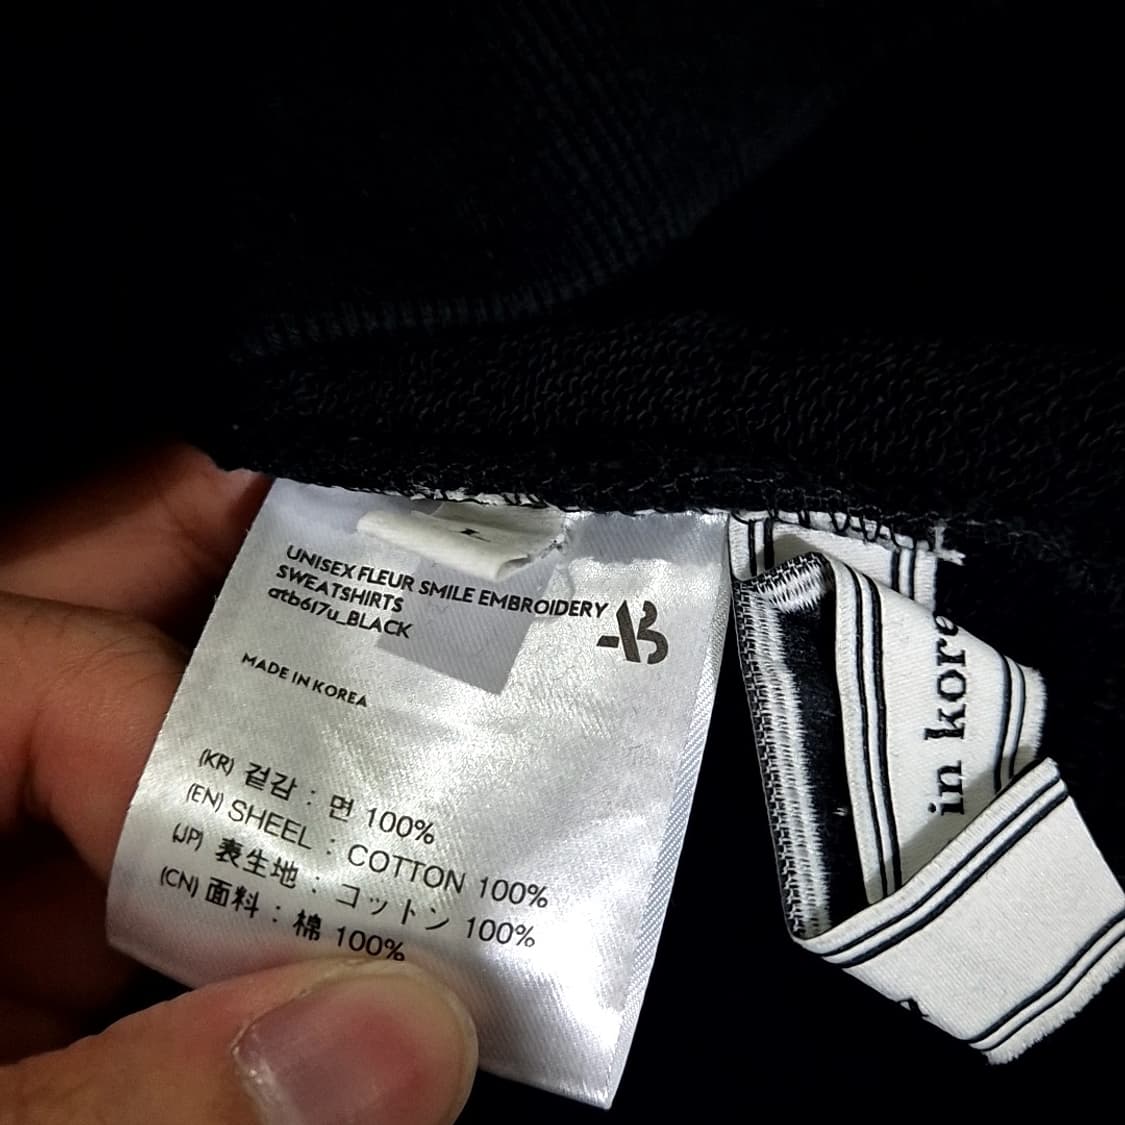 UNISEX FLEUR SMILE EMBROIDERY
SWEATSHIRTS
atb617u_BLACK
AB
MADE IN KOREA
(KR) 겉감 : 면 100%
(EN) SHEEL : COTTON 100%
(JP) 表生地 : コットン 100%
(CN) 面料 : 棉 100%
in kore